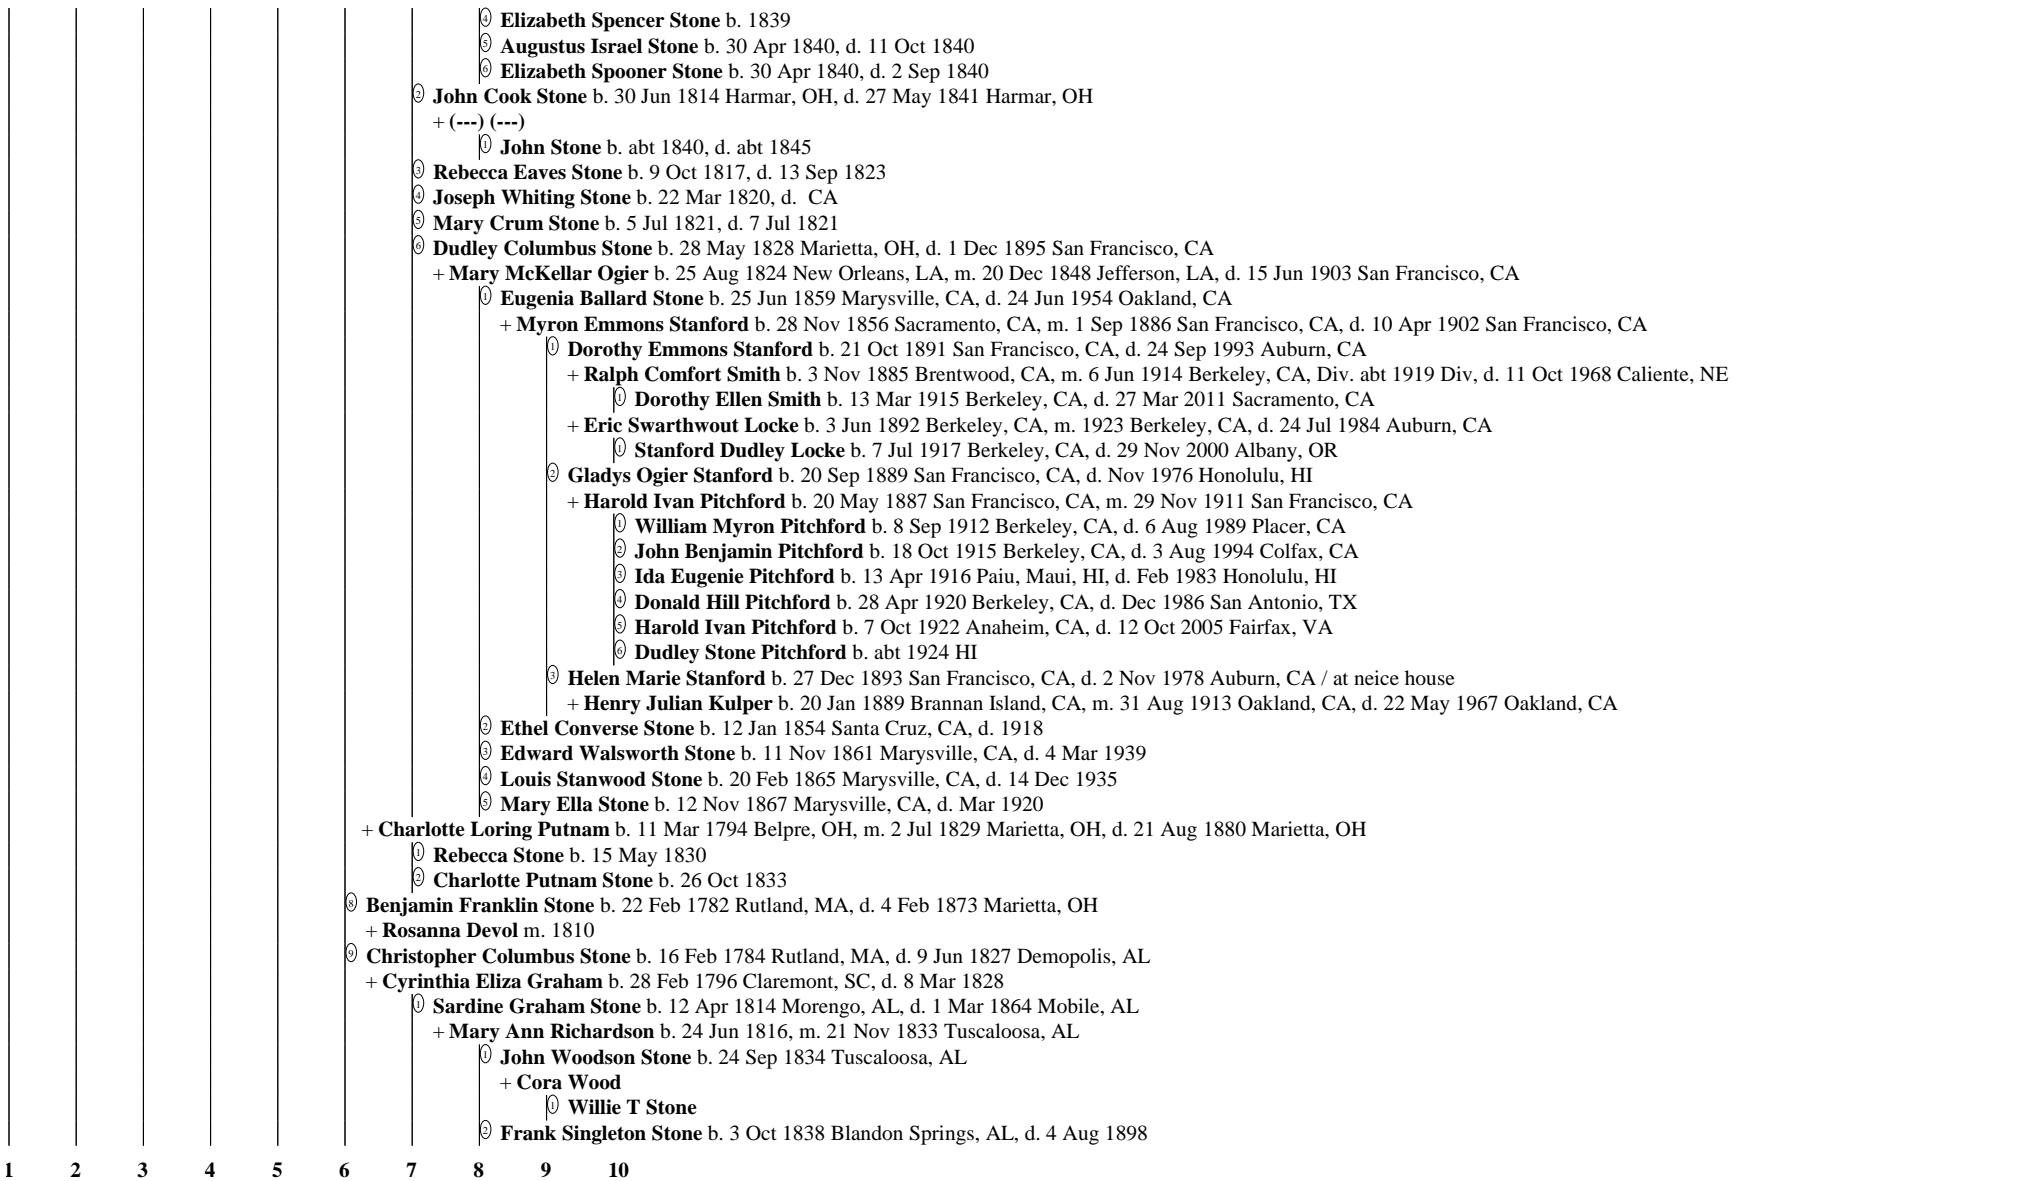 ④ Elizabeth Spencer Stone b. 1839
⑤ Augustus Israel Stone b. 30 Apr 1840, d. 11 Oct 1840
⑥ Elizabeth Spooner Stone b. 30 Apr 1840, d. 2 Sep 1840
② John Cook Stone b. 30 Jun 1814 Harmar, OH, d. 27 May 1841 Harmar, OH
+ (---) (---)
① John Stone b. abt 1840, d. abt 1845
③ Rebecca Eaves Stone b. 9 Oct 1817, d. 13 Sep 1823
④ Joseph Whiting Stone b. 22 Mar 1820, d. CA
⑤ Mary Crum Stone b. 5 Jul 1821, d. 7 Jul 1821
⑥ Dudley Columbus Stone b. 28 May 1828 Marietta, OH, d. 1 Dec 1895 San Francisco, CA
+ Mary McKellar Ogier b. 25 Aug 1824 New Orleans, LA, m. 20 Dec 1848 Jefferson, LA, d. 15 Jun 1903 San Francisco, CA
① Eugenia Ballard Stone b. 25 Jun 1859 Marysville, CA, d. 24 Jun 1954 Oakland, CA
+ Myron Emmons Stanford b. 28 Nov 1856 Sacramento, CA, m. 1 Sep 1886 San Francisco, CA, d. 10 Apr 1902 San Francisco, CA
① Dorothy Emmons Stanford b. 21 Oct 1891 San Francisco, CA, d. 24 Sep 1993 Auburn, CA
+ Ralph Comfort Smith b. 3 Nov 1885 Brentwood, CA, m. 6 Jun 1914 Berkeley, CA, Div. abt 1919 Div, d. 11 Oct 1968 Caliente, NE
① Dorothy Ellen Smith b. 13 Mar 1915 Berkeley, CA, d. 27 Mar 2011 Sacramento, CA
+ Eric Swarthwout Locke b. 3 Jun 1892 Berkeley, CA, m. 1923 Berkeley, CA, d. 24 Jul 1984 Auburn, CA
① Stanford Dudley Locke b. 7 Jul 1917 Berkeley, CA, d. 29 Nov 2000 Albany, OR
② Gladys Ogier Stanford b. 20 Sep 1889 San Francisco, CA, d. Nov 1976 Honolulu, HI
+ Harold Ivan Pitchford b. 20 May 1887 San Francisco, CA, m. 29 Nov 1911 San Francisco, CA
① William Myron Pitchford b. 8 Sep 1912 Berkeley, CA, d. 6 Aug 1989 Placer, CA
② John Benjamin Pitchford b. 18 Oct 1915 Berkeley, CA, d. 3 Aug 1994 Colfax, CA
③ Ida Eugenie Pitchford b. 13 Apr 1916 Paiu, Maui, HI, d. Feb 1983 Honolulu, HI
④ Donald Hill Pitchford b. 28 Apr 1920 Berkeley, CA, d. Dec 1986 San Antonio, TX
⑤ Harold Ivan Pitchford b. 7 Oct 1922 Anaheim, CA, d. 12 Oct 2005 Fairfax, VA
⑥ Dudley Stone Pitchford b. abt 1924 HI
③ Helen Marie Stanford b. 27 Dec 1893 San Francisco, CA, d. 2 Nov 1978 Auburn, CA / at neice house
+ Henry Julian Kulper b. 20 Jan 1889 Brannan Island, CA, m. 31 Aug 1913 Oakland, CA, d. 22 May 1967 Oakland, CA
② Ethel Converse Stone b. 12 Jan 1854 Santa Cruz, CA, d. 1918
③ Edward Walsworth Stone b. 11 Nov 1861 Marysville, CA, d. 4 Mar 1939
④ Louis Stanwood Stone b. 20 Feb 1865 Marysville, CA, d. 14 Dec 1935
⑤ Mary Ella Stone b. 12 Nov 1867 Marysville, CA, d. Mar 1920
+ Charlotte Loring Putnam b. 11 Mar 1794 Belpre, OH, m. 2 Jul 1829 Marietta, OH, d. 21 Aug 1880 Marietta, OH
① Rebecca Stone b. 15 May 1830
② Charlotte Putnam Stone b. 26 Oct 1833
⑧ Benjamin Franklin Stone b. 22 Feb 1782 Rutland, MA, d. 4 Feb 1873 Marietta, OH
+ Rosanna Devol m. 1810
⑨ Christopher Columbus Stone b. 16 Feb 1784 Rutland, MA, d. 9 Jun 1827 Demopolis, AL
+ Cyrinthia Eliza Graham b. 28 Feb 1796 Claremont, SC, d. 8 Mar 1828
① Sardine Graham Stone b. 12 Apr 1814 Morengo, AL, d. 1 Mar 1864 Mobile, AL
+ Mary Ann Richardson b. 24 Jun 1816, m. 21 Nov 1833 Tuscaloosa, AL
① John Woodson Stone b. 24 Sep 1834 Tuscaloosa, AL
+ Cora Wood
① Willie T Stone
② Frank Singleton Stone b. 3 Oct 1838 Blandon Springs, AL, d. 4 Aug 1898
1 2 3 4 5 6 7 8 9 10